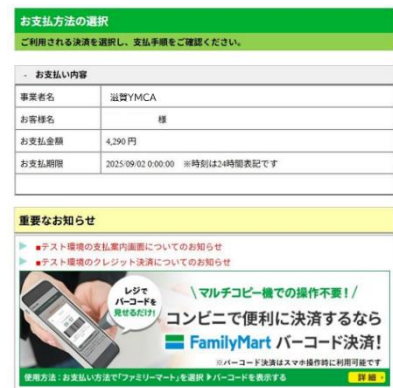 お支払方法の選択
ご利用される決済を選択し、支払手順をご確認ください。
- お支払い内容
事業者名 滋賀YMCA
お客様名 様
お支払金額 4,290 円
お支払期限 2025/09/02 0:00:00 ※時刻は24時間表記です
重要なお知らせ
■テスト環境の支払案内画面についてのお知らせ
■テスト環境のクレジット決済についてのお知らせ
レジで
バーコードを
見せるだけ!
\マルチコピー機での操作不要!/
コンビニで便利に決済するなら
FamilyMart バーコード決済!
※バーコード決済はスマホ操作時に利用可能です
使用方法:お支払い方法で「ファミリーマート」を選択 ▶ バーコードを表示する
詳細 ›